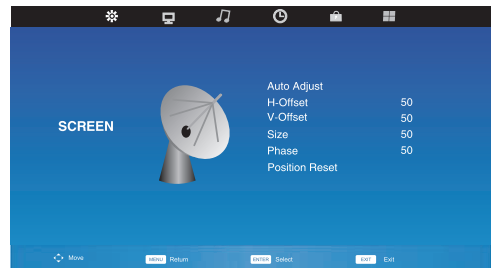 SCREEN
Auto Adjust
H-Offset 50
V-Offset 50
Size 50
Phase 50
Position Reset
Move MENU Return ENTER Select EXIT Exit